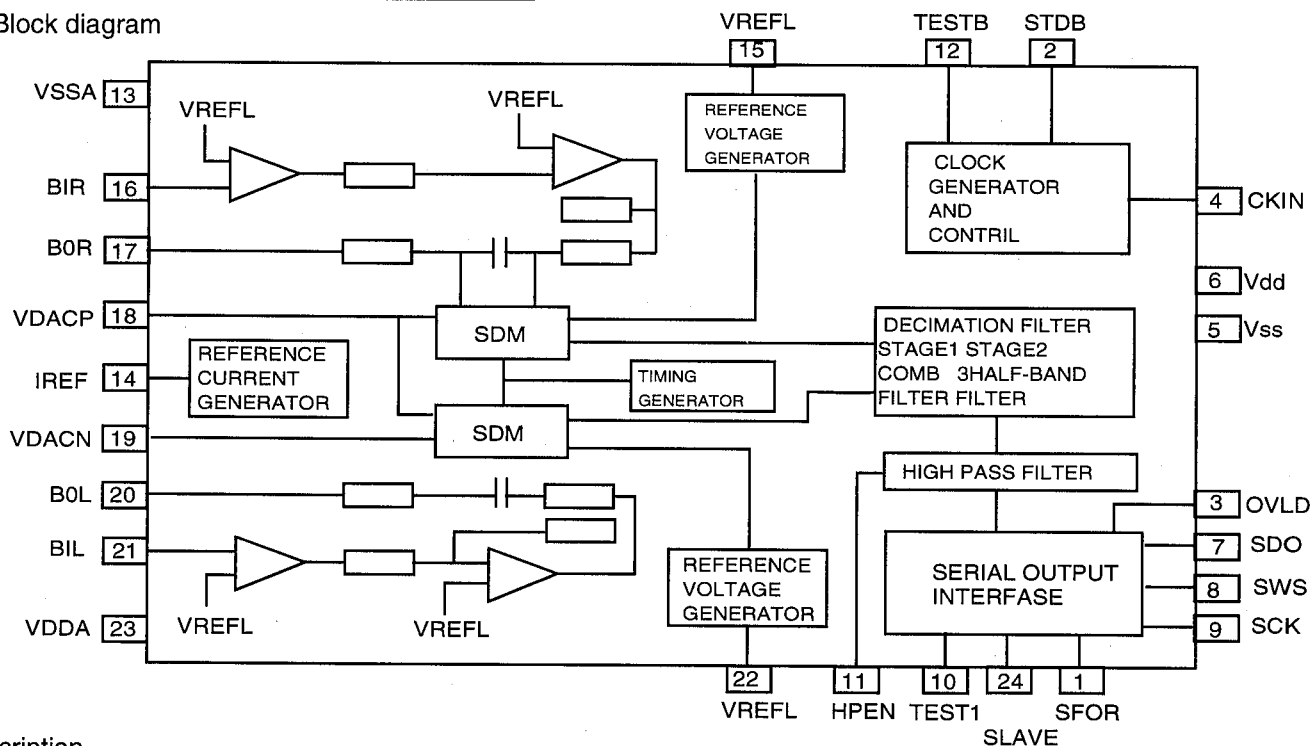 Block diagram
VREFL
TESTB
STDB
15
12
2
VSSA
13
VREFL
VREFL
REFERENCE
VOLTAGE
GENERATOR
CLOCK
GENERATOR
AND
CONTRIL
BIR
16
4
CKIN
B0R
17
6
Vdd
VDACP
18
SDM
DECIMATION FILTER
STAGE1 STAGE2
COMB 3HALF-BAND
FILTER FILTER
5
Vss
REFERENCE
CURRENT
GENERATOR
IREF
14
TIMING
GENERATOR
VDACN
19
SDM
HIGH PASS FILTER
B0L
20
3
OVLD
BIL
21
7
SDO
REFERENCE
VOLTAGE
GENERATOR
SERIAL OUTPUT
INTERFASE
8
SWS
VDDA
23
VREFL
VREFL
9
SCK
22
11
10
24
1
VREFL
HPEN
TEST1
SFOR
SLAVE